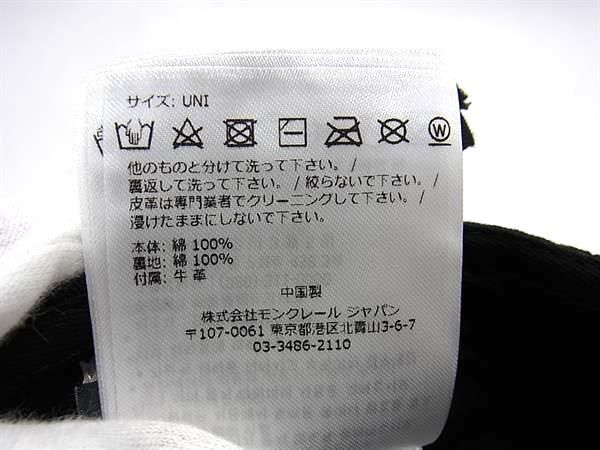 サイズ: UNI
W
他のものと分けて洗って下さい。/
裏返して洗って下さい。/ 絞らないで下さい。/
皮革は専門業者でクリーニングして下さい。/
浸けたままにしないで下さい。
本体: 綿 100%
裏地: 綿 100%
付属: 牛 革
中国製
株式会社モンクレール ジャパン
〒107-0061 東京都港区北青山3-6-7
03-3486-2110